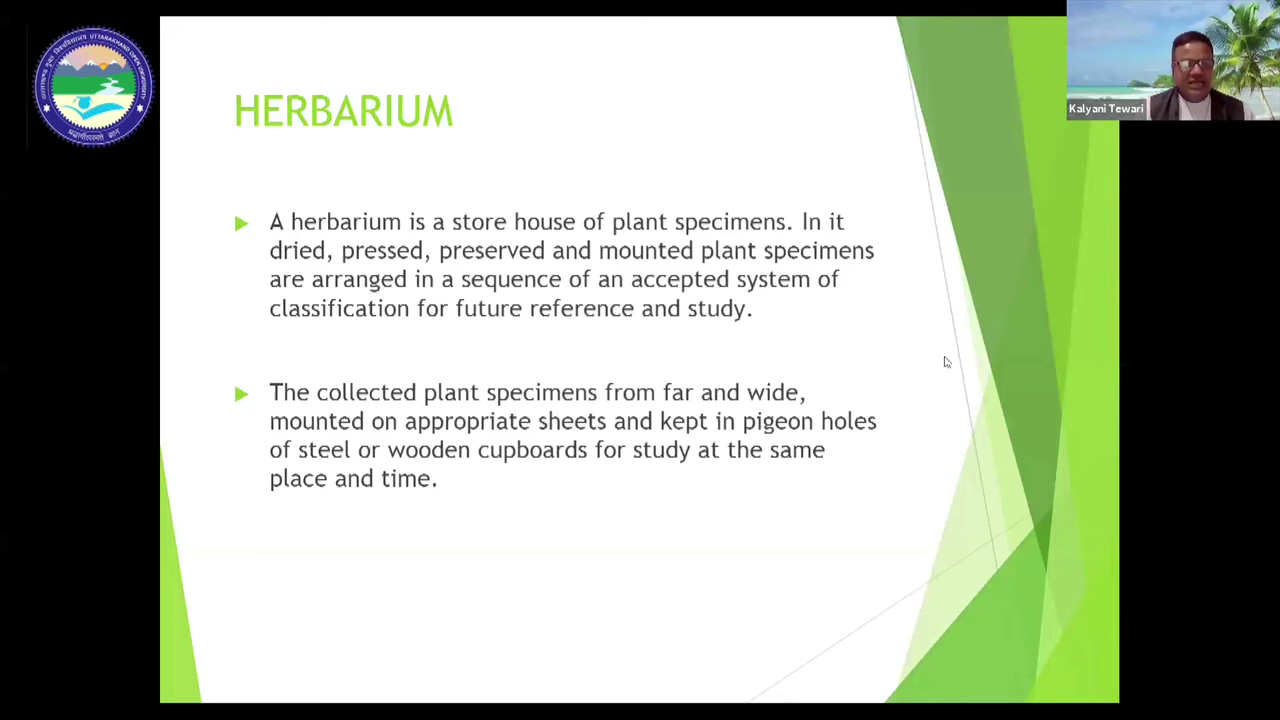 UTTARAKHAND OPEN UNIVERSITY
Kalyani Tewari
HERBARIUM
A herbarium is a store house of plant specimens. In it
dried, pressed, preserved and mounted plant specimens
are arranged in a sequence of an accepted system of
classification for future reference and study.
The collected plant specimens from far and wide,
mounted on appropriate sheets and kept in pigeon holes
of steel or wooden cupboards for study at the same
place and time.